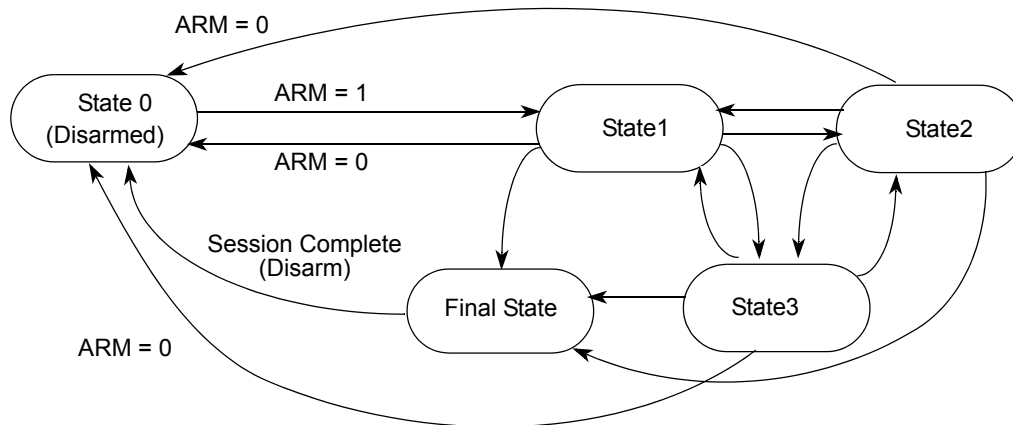 ARM = 0
State 0
(Disarmed)
ARM = 1
State1
State2
ARM = 0
Session Complete
(Disarm)
Final State
State3
ARM = 0